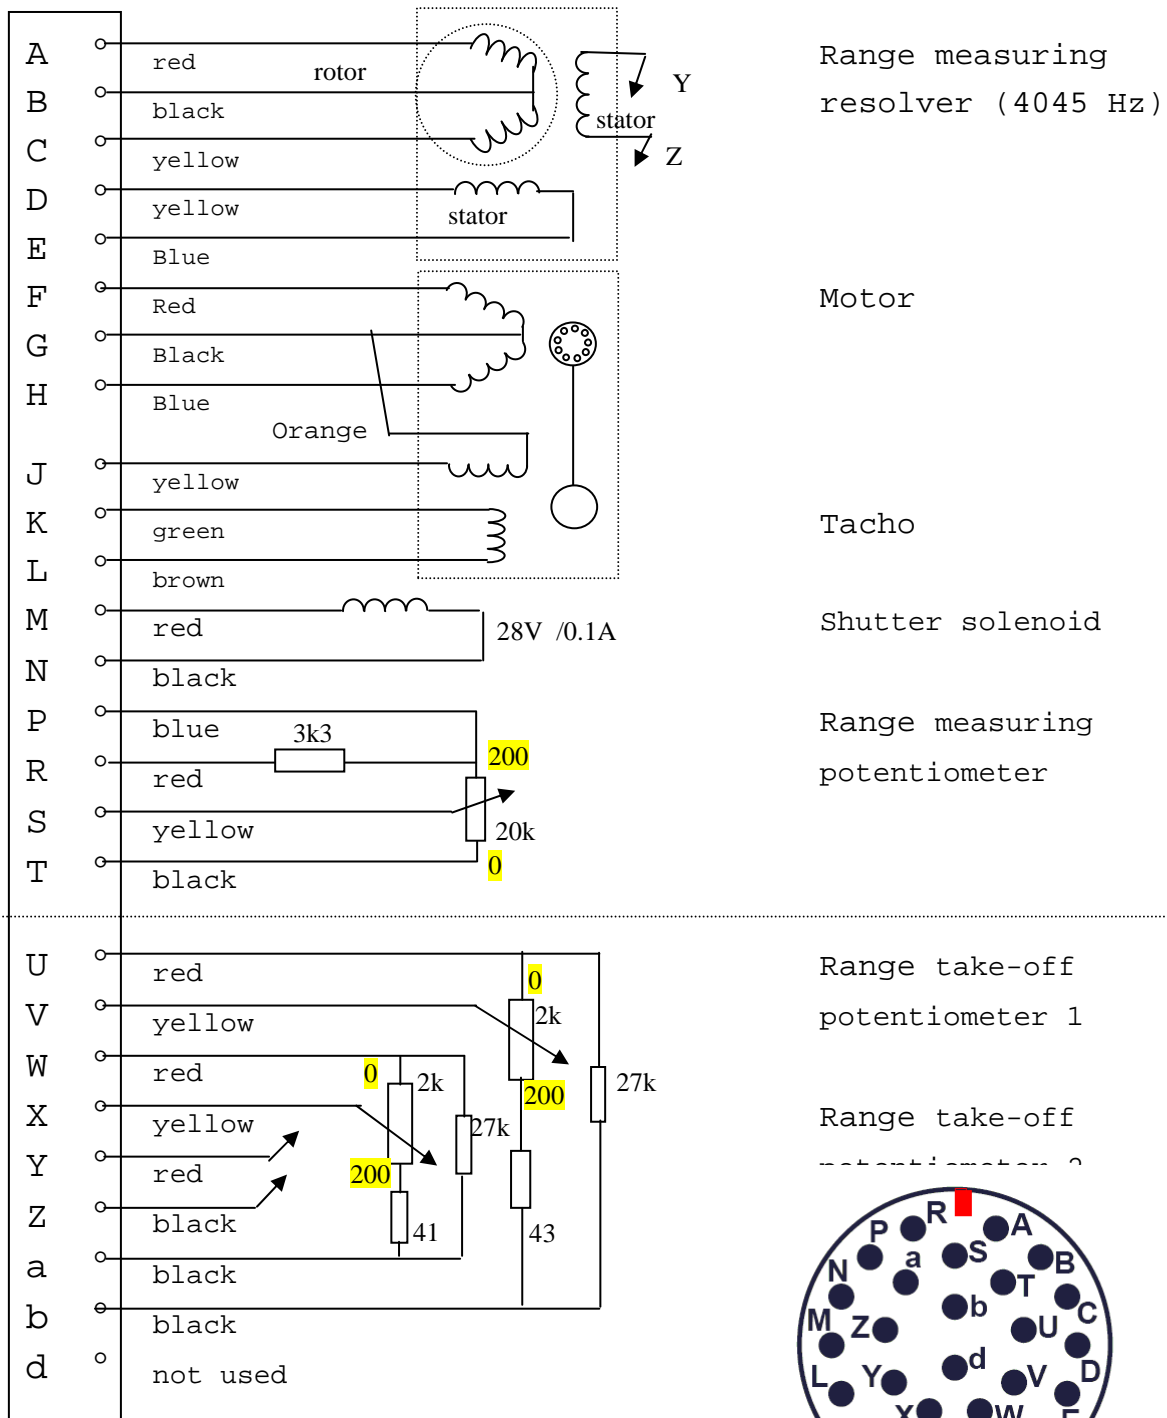 A red Range measuring
rotor
B black resolver (4045 Hz)
Y
stator
C yellow
Z
D yellow
stator
E Blue
F Red Motor
G Black
H Blue
Orange
J yellow
K green Tacho
L brown
M red 28V /0.1A Shutter solenoid
N black
P blue Range measuring
3k3
200
R red potentiometer
S yellow
20k
T black 0
U red Range take-off
0
V yellow 2k potentiometer 1
W red 0 2k 27k
200
X yellow 27k Range take-off
Y red 200
potentiometer 2
Z black 41 43
a black
b black
d not used
R A
P S B
a
N T
b C
M Z U
d D
L Y V
X W E